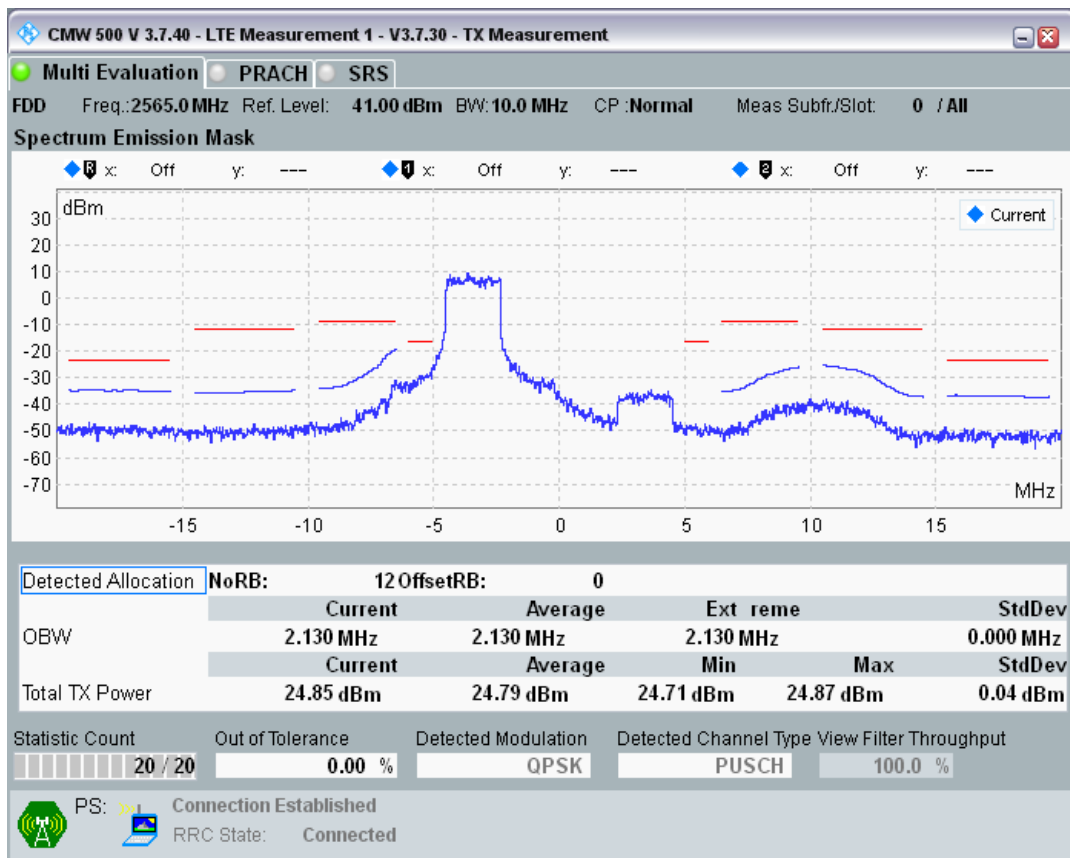 CMW 500 V 3.7.40 - LTE Measurement 1 - V3.7.30 - TX Measurement
Multi Evaluation PRACH SRS
FDD Freq.:2565.0 MHz Ref. Level: 41.00 dBm BW:10.0 MHz CP :Normal Meas Subfr./Slot: 0 / All
Spectrum Emission Mask
R x: Off y: --- 1 x: Off y: --- 2 x: Off y: ---
dBm
Current
30
20
10
0
-10
-20
-30
-40
-50
-60
-70
MHz
-15 -10 -5 0 5 10 15
Detected Allocation NoRB: 12 OffsetRB: 0
Current Average Ext reme StdDev
OBW 2.130 MHz 2.130 MHz 2.130 MHz 0.000 MHz
Current Average Min Max StdDev
Total TX Power 24.85 dBm 24.79 dBm 24.71 dBm 24.87 dBm 0.04 dBm
Statistic Count Out of Tolerance Detected Modulation Detected Channel Type View Filter Throughput
20 / 20 0.00 % QPSK PUSCH 100.0 %
PS: Connection Established
RRC State: Connected